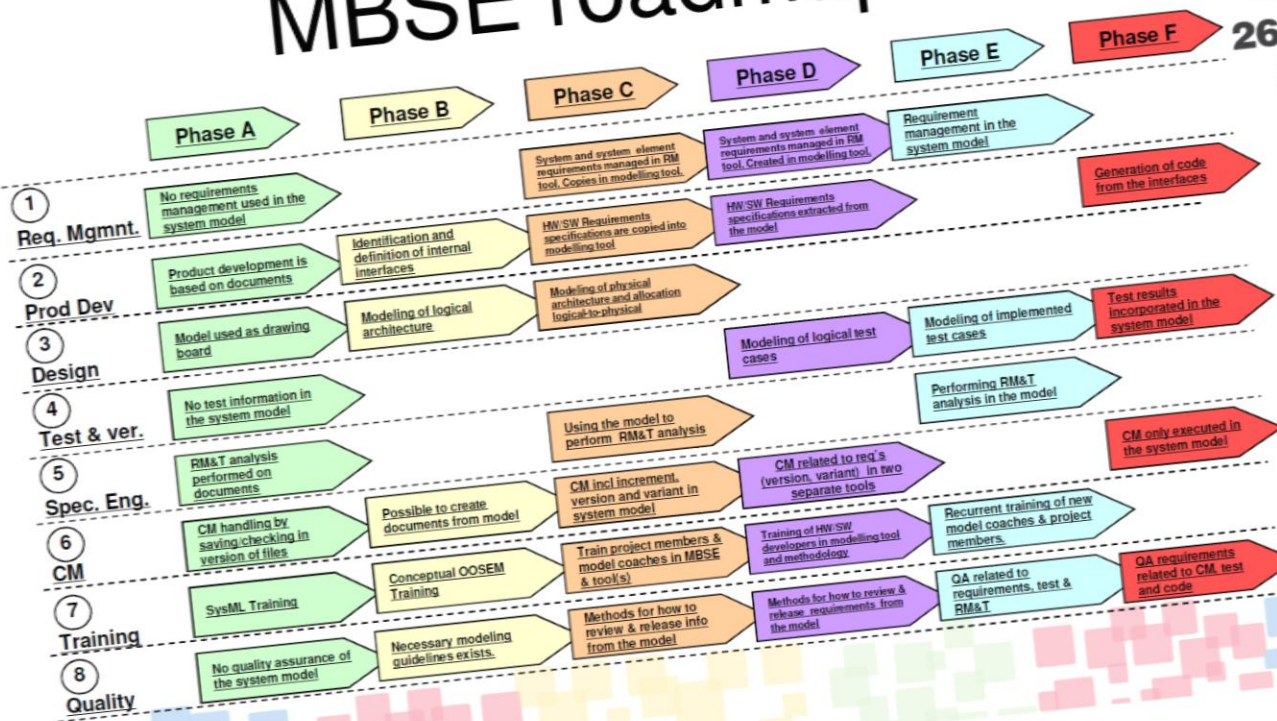 MBSE roadmap
26
Phase A
Phase B
Phase C
Phase D
Phase E
Phase F
1
Req. Mgmnt.
No requirements
management used in the
system model
System and system element
requirements managed in RM
tool. Copies in modelling tool.
System and system element
requirements managed in RM
tool. Created in modelling tool.
Requirement
management in the
system model
2
Prod Dev
Product development is
based on documents
Identification and
definition of internal
interfaces
HW/SW Requirements
specifications are copied into
modelling tool
HW/SW Requirements
specifications extracted from
the model
Generation of code
from the interfaces
3
Design
Model used as drawing
board
Modeling of logical
architecture
Modeling of physical
architecture and allocation
logical-to-physical
4
Test & ver.
No test information in
the system model
Modeling of logical test
cases
Modeling of implemented
test cases
Test results
incorporated in the
system model
5
Spec. Eng.
RM&T analysis
performed on
documents
Using the model to
perform RM&T analysis
Performing RM&T
analysis in the model
6
CM
CM handling by
saving/checking in
version of files
Possible to create
documents from model
CM incl increment,
version and variant in
system model
CM related to req's
(version, variant) in two
separate tools
CM only executed in
the system model
7
Training
SysML Training
Conceptual OOSEM
Training
Train project members &
model coaches in MBSE
& tool(s)
Training of HW/SW
developers in modelling tool
and methodology
Recurrent training of new
model coaches & project
members.
8
Quality
No quality assurance of
the system model
Necessary modeling
guidelines exists.
Methods for how to
review & release info
from the model
Methods for how to review &
release requirements from
the model
QA related to
requirements, test &
RM&T
QA requirements
related to CM, test
and code